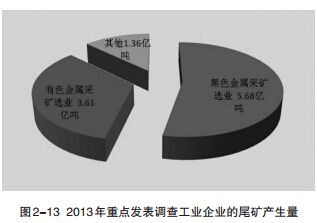 其他1.36亿
吨
黑色金属采矿
选业 5.68亿
吨
有色金属采
矿选业 3.61
亿吨
图2-13 2013年重点发表调查工业企业的尾矿产生量